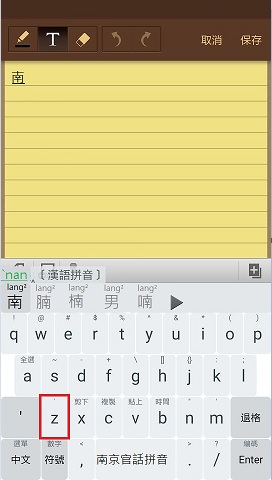 T 取消 保存
南
`nan 〔漢語拼音〕
lang² lang² lang² lang² lang²
南 腩 楠 男 喃 ▶
! @ # $ % ^ & * ( )
q w e r t y u i o p
全選 ~ - + \ [] {} : ;
a s d f g h j k l
剪下 複製 貼上 時間 " "
' z x c v b n m 退格
選單 數字 < > ? 編碼
中文 符號 , 南京官話拼音 . / Enter